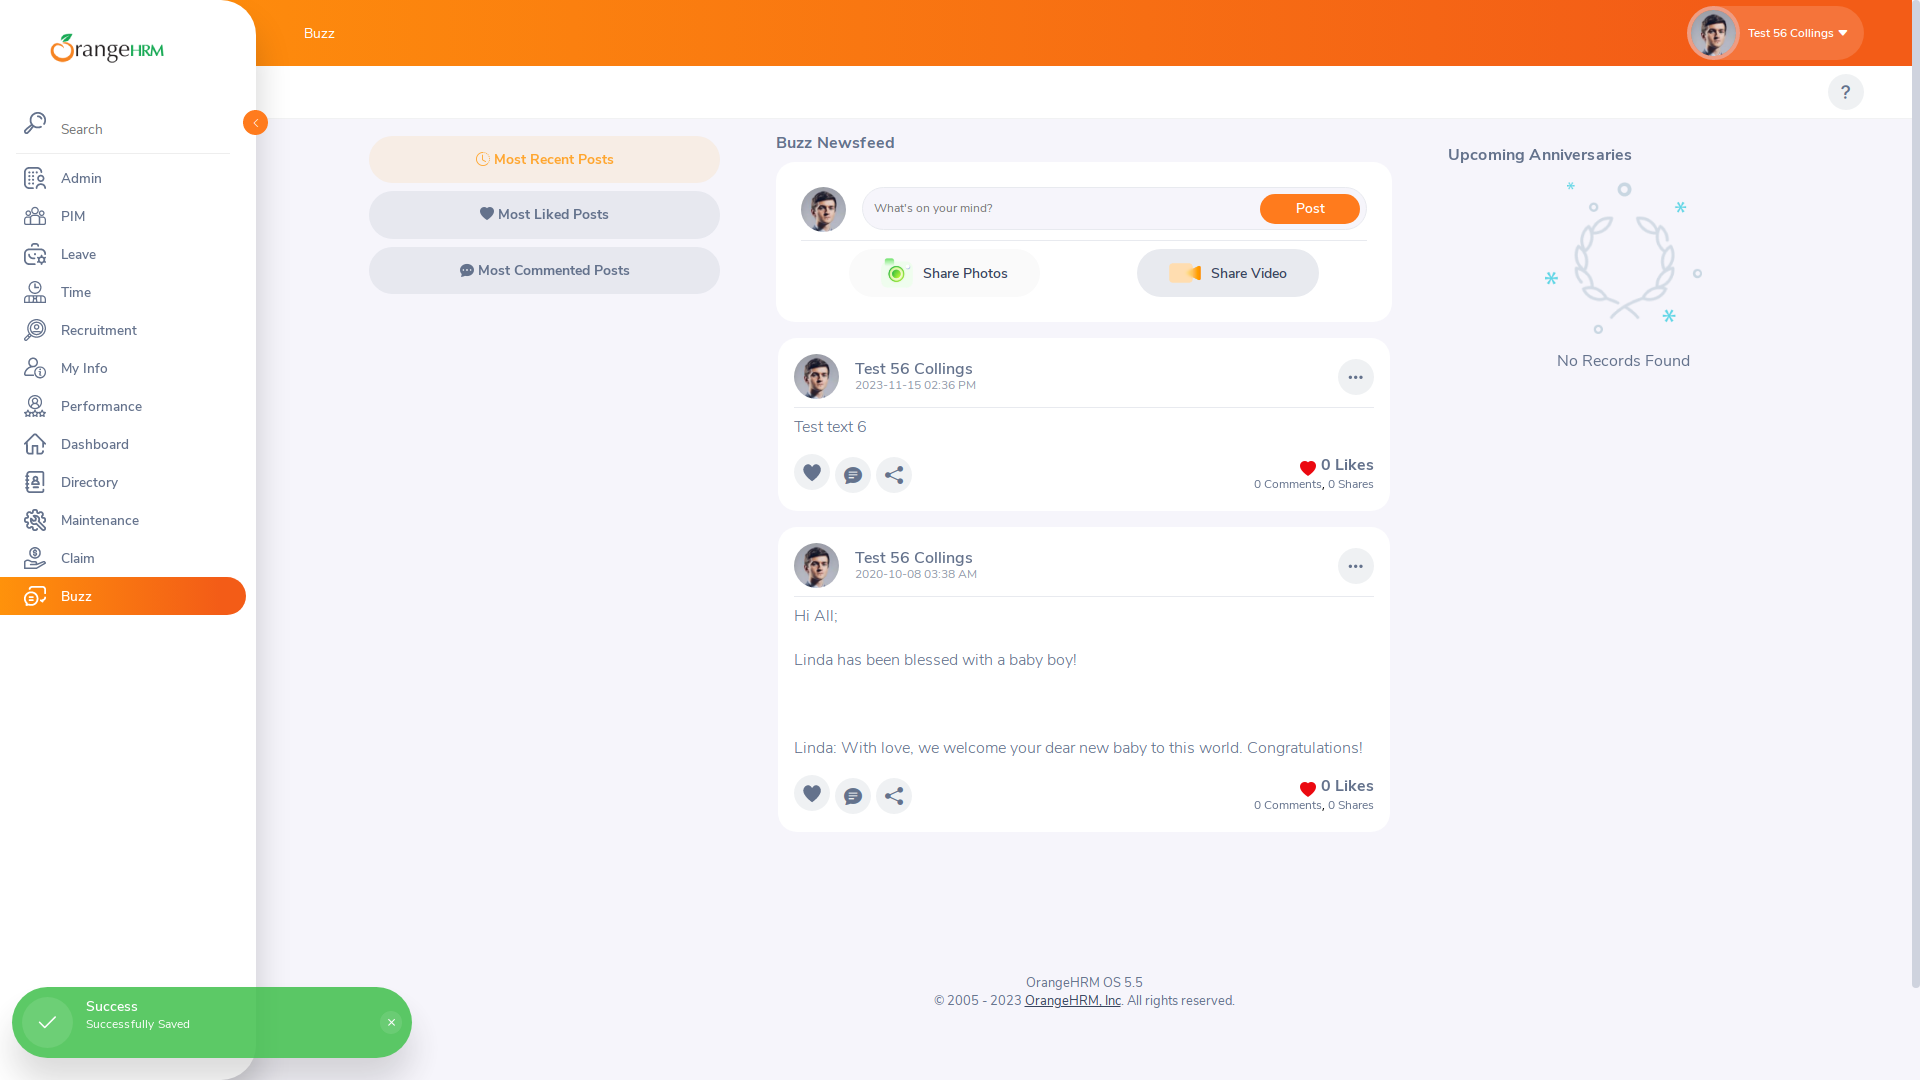 OrangeHRM
Search
Admin
PIM
Leave
Time
Recruitment
My Info
Performance
Dashboard
Directory
Maintenance
Claim
Buzz
Buzz
Test 56 Collings
?
Most Recent Posts
Most Liked Posts
Most Commented Posts
Buzz Newsfeed
What's on your mind?
Post
Share Photos
Share Video
Test 56 Collings
2023-11-15 02:36 PM
Test text 6
0 Likes
0 Comments, 0 Shares
Test 56 Collings
2020-10-08 03:38 AM
Hi All;
Linda has been blessed with a baby boy!
Linda: With love, we welcome your dear new baby to this world. Congratulations!
0 Likes
0 Comments, 0 Shares
Upcoming Anniversaries
No Records Found
OrangeHRM OS 5.5
© 2005 - 2023 OrangeHRM, Inc. All rights reserved.
Success
Successfully Saved